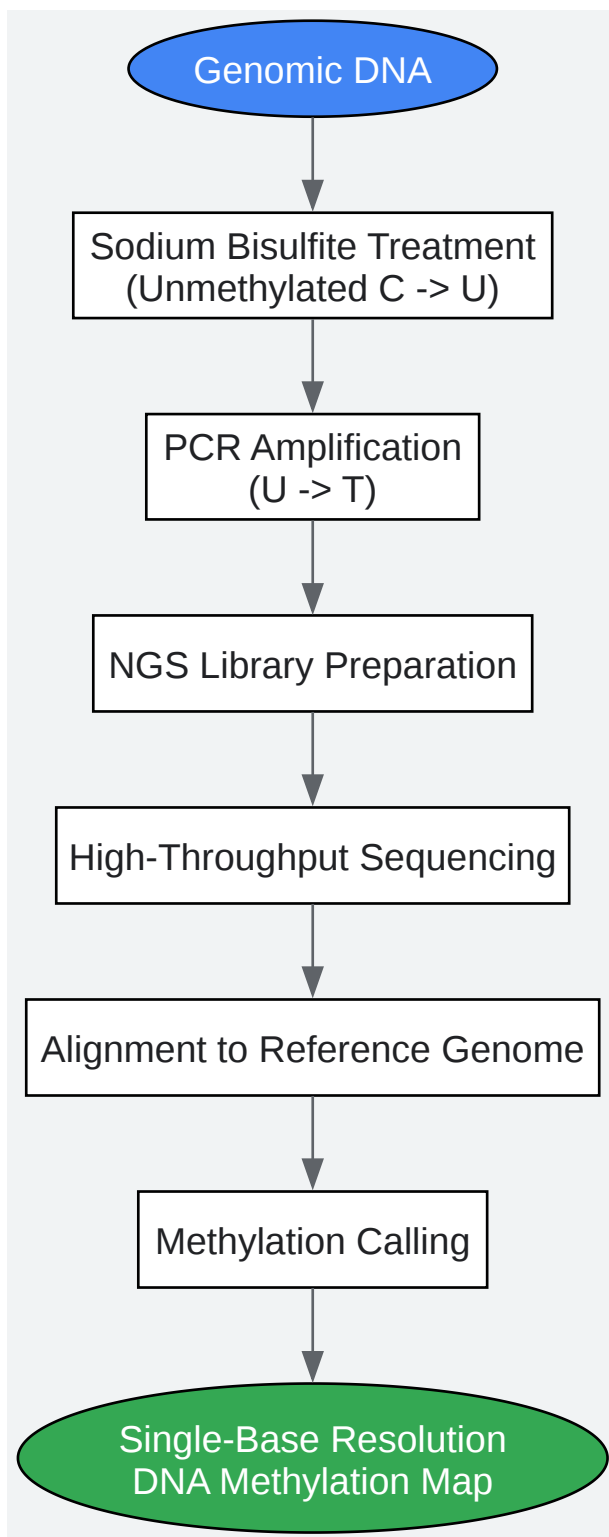 Genomic DNA
Sodium Bisulfite Treatment
(Unmethylated C -> U)
PCR Amplification
(U -> T)
NGS Library Preparation
High-Throughput Sequencing
Alignment to Reference Genome
Methylation Calling
Single-Base Resolution
DNA Methylation Map